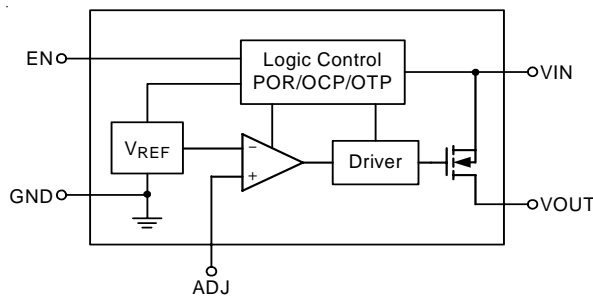 EN
Logic Control
POR/OCP/OTP
VIN
VREF
−
+
Driver
GND
VOUT
ADJ